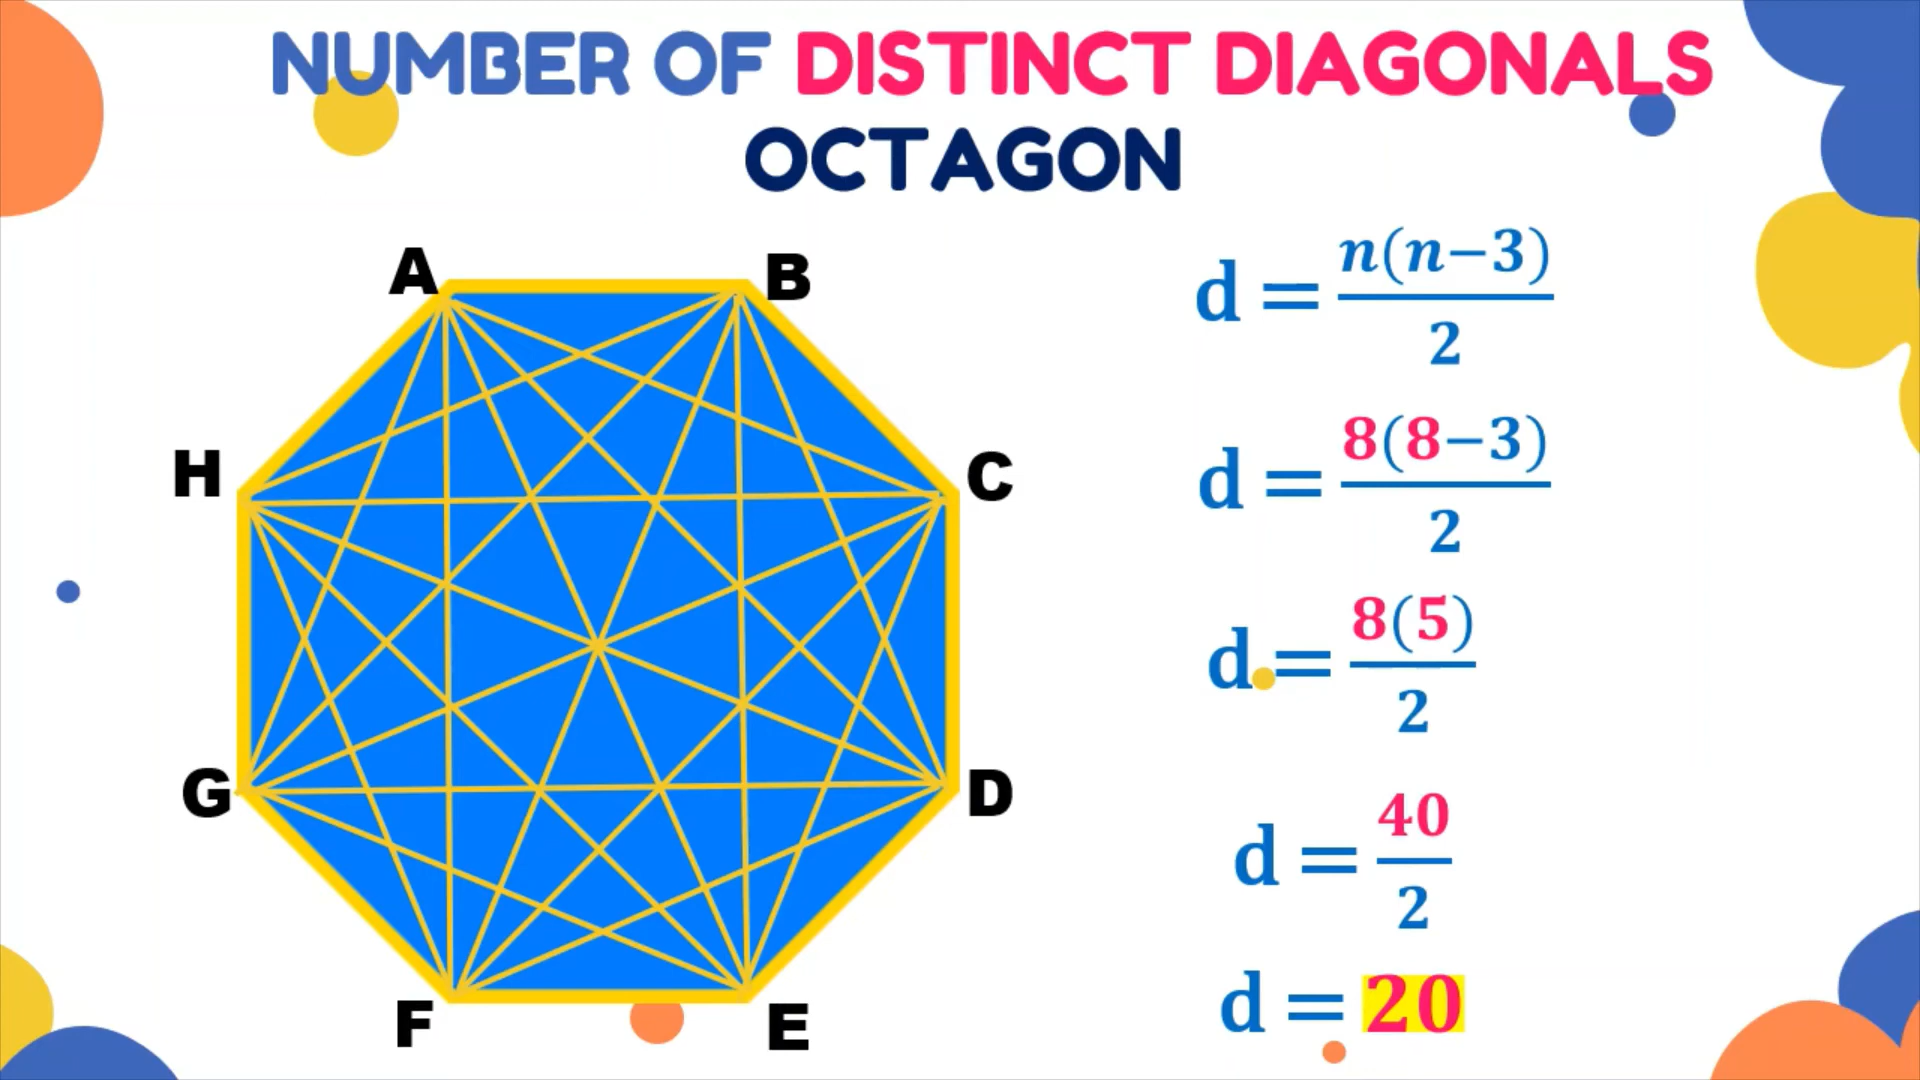 NUMBER OF DISTINCT DIAGONALS
OCTAGON
A
B
H
C
G
D
F
E
d = n(n−3)/2
d = 8(8−3)/2
d = 8(5)/2
d = 40/2
d = 20